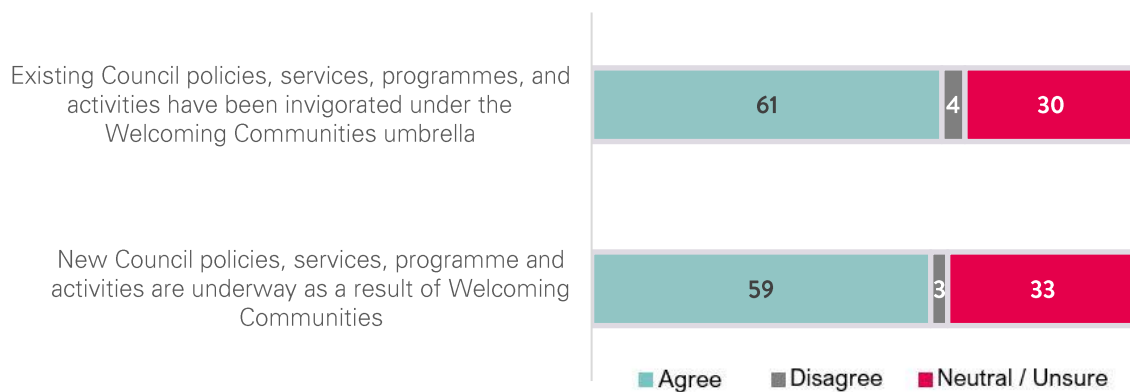 Existing Council policies, services, programmes, and
activities have been invigorated under the
Welcoming Communities umbrella
61
4
30
New Council policies, services, programme and
activities are underway as a result of Welcoming
Communities
59
3
33
Agree
Disagree
Neutral / Unsure